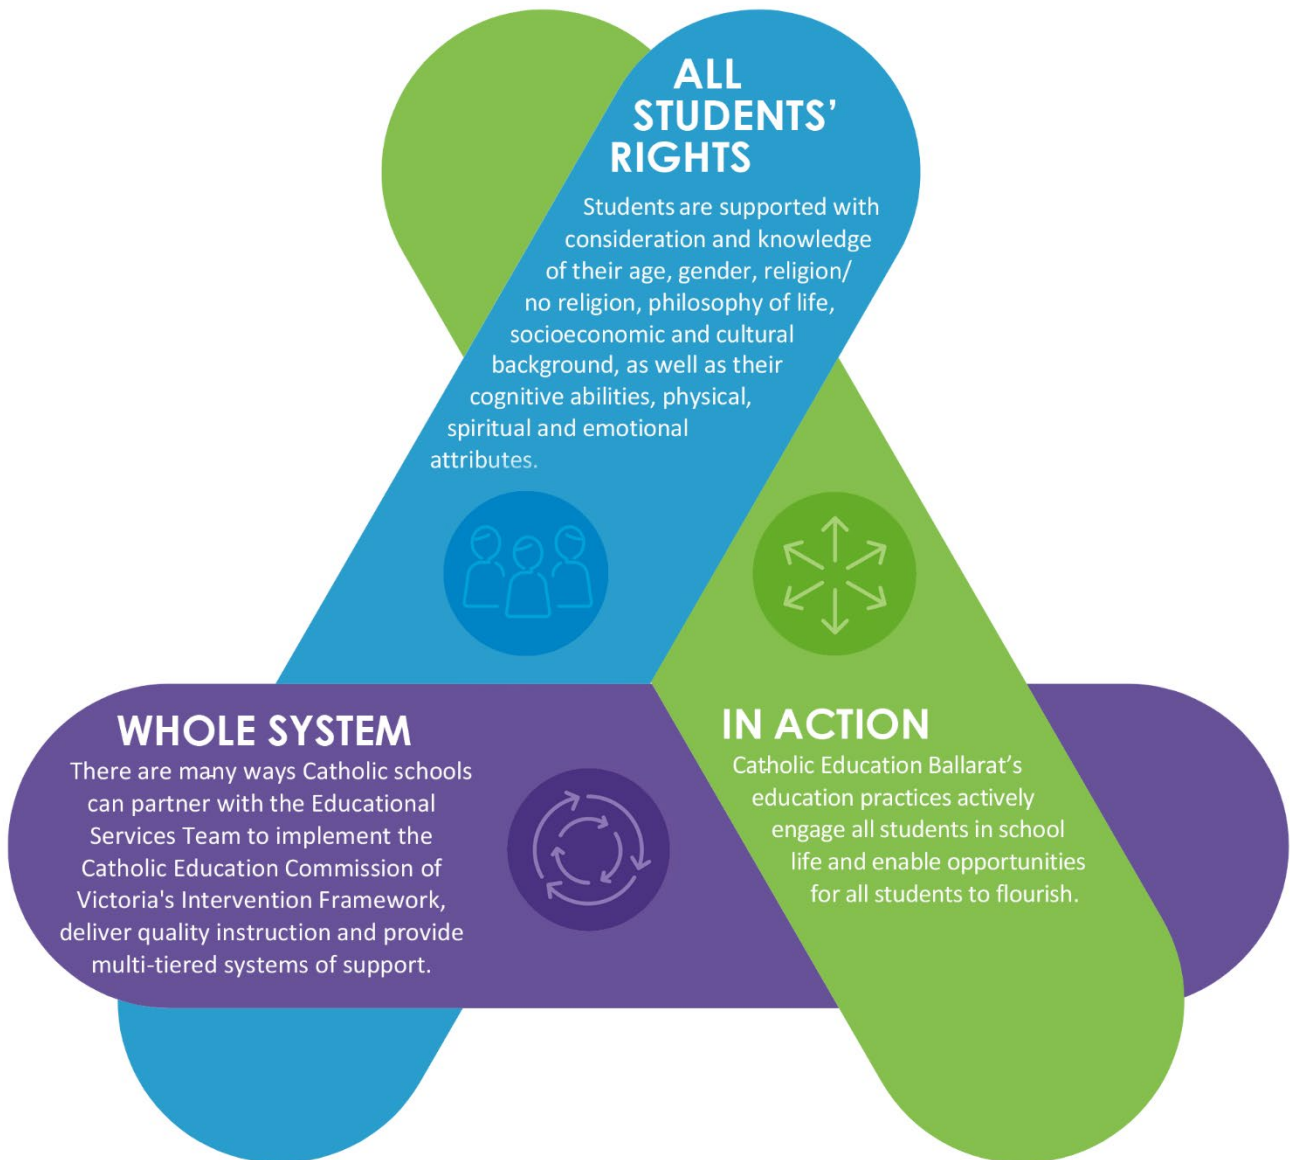 ALL
STUDENTS’
RIGHTS
Students are supported with
consideration and knowledge
of their age, gender, religion/
no religion, philosophy of life,
socioeconomic and cultural
background, as well as their
cognitive abilities, physical,
spiritual and emotional
attributes.
WHOLE SYSTEM
There are many ways Catholic schools
can partner with the Educational
Services Team to implement the
Catholic Education Commission of
Victoria's Intervention Framework,
deliver quality instruction and provide
multi-tiered systems of support.
IN ACTION
Catholic Education Ballarat’s
education practices actively
engage all students in school
life and enable opportunities
for all students to flourish.